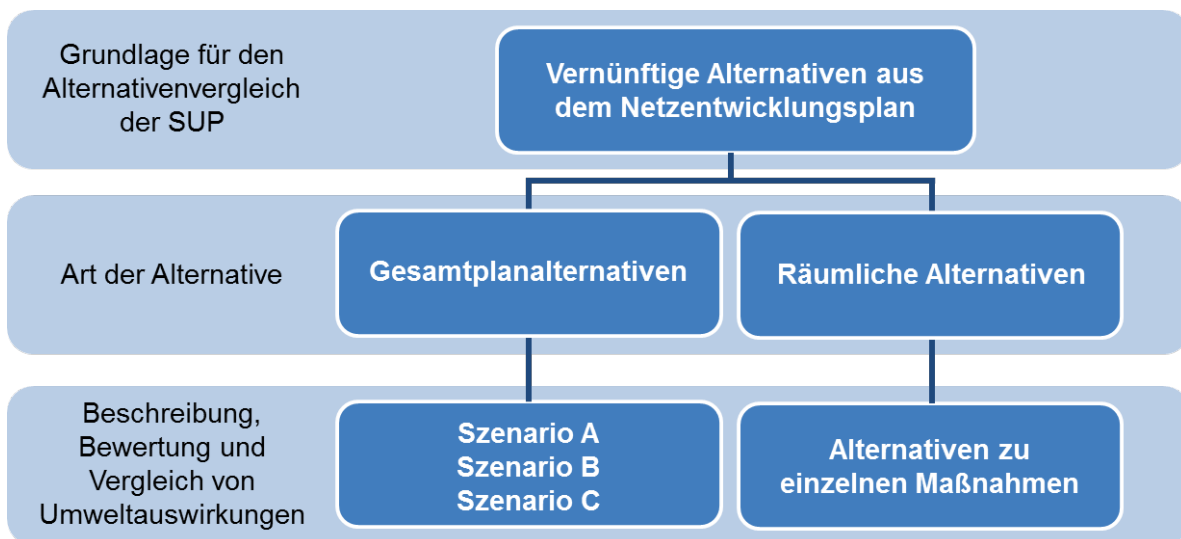 Grundlage für den
Alternativenvergleich
der SUP
Vernünftige Alternativen aus
dem Netzentwicklungsplan
Art der Alternative
Gesamtplanalternativen
Räumliche Alternativen
Beschreibung,
Bewertung und
Vergleich von
Umweltauswirkungen
Szenario A
Szenario B
Szenario C
Alternativen zu
einzelnen Maßnahmen